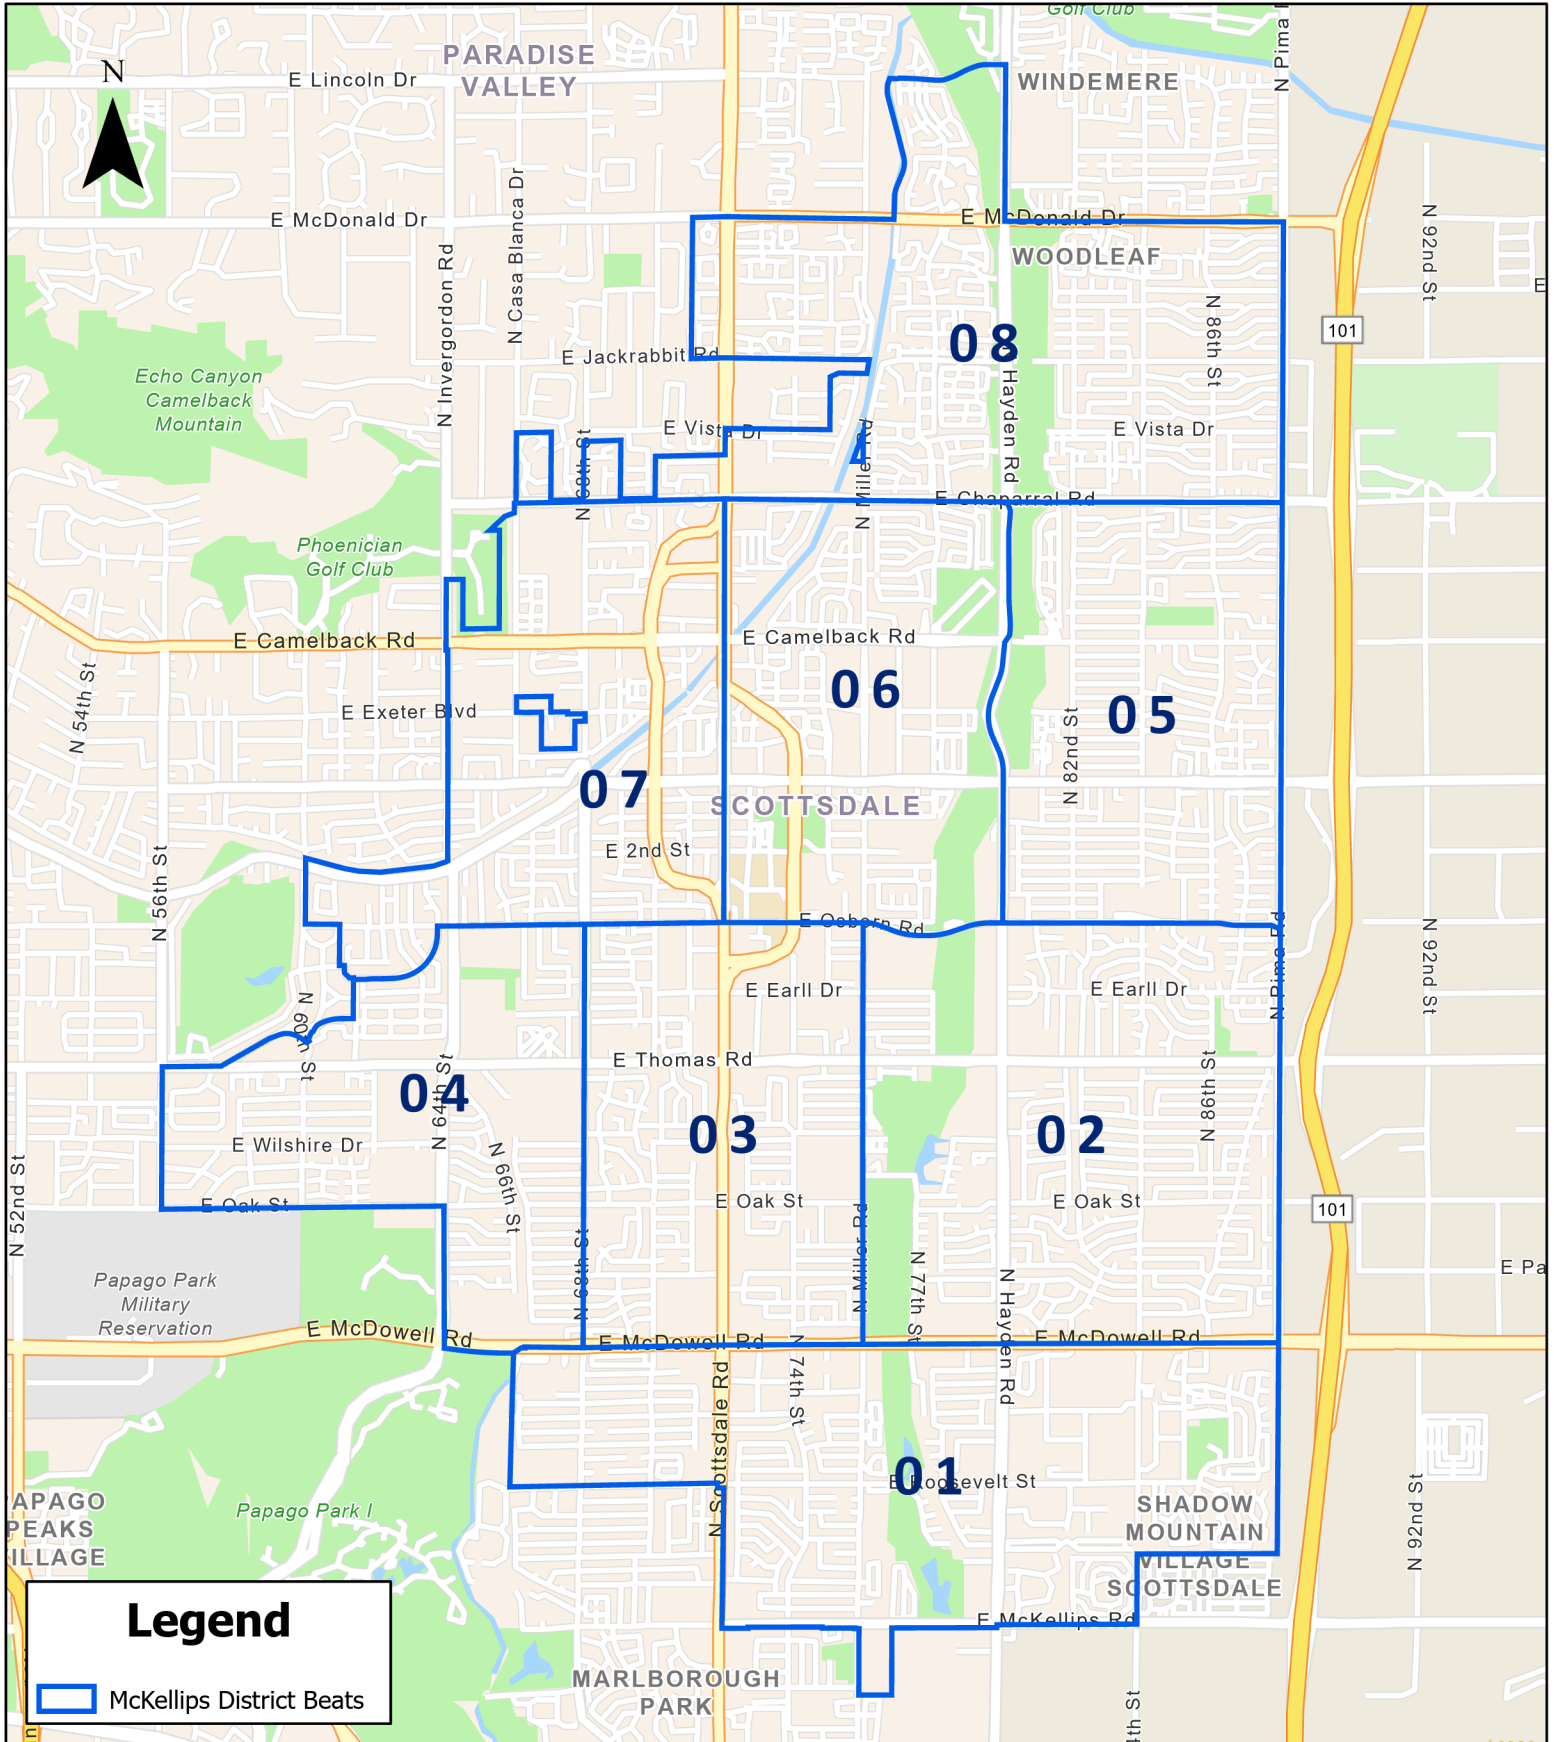 Golf Club
N Pima
PARADISE
VALLEY
N
E Lincoln Dr
WINDEMERE
E McDonald Dr
E McDonald Dr
N Casa Blanca Dr
N Invergordon Rd
N 92nd St
WOODLEAF
N 86th St
101
08
E Jackrabbit Rd
Echo Canyon
Camelback
Mountain
N Hayden Rd
E Vista Dr
E Vista Dr
N 68th St
N Miller Rd
E Chaparral Rd
Phoenician
Golf Club
E Camelback Rd
E Camelback Rd
N 54th St
E Exeter Blvd
06
05
N 82nd St
07
SCOTTSDALE
E 2nd St
N 56th St
E Osborn Rd
N Pima Rd
N 92nd St
E Earll Dr
E Earll Dr
N 60th St
E Thomas Rd
04
N 64th St
N 86th St
03
02
E Wilshire Dr
N 66th St
N 52nd St
E Oak St
E Oak St
E Oak St
101
N Miller Rd
N 68th St
N 77th St
E Pa
Papago Park
Military
Reservation
N Hayden Rd
E McDowell Rd
E McDowell Rd
E McDowell Rd
N 74th St
N Scottsdale Rd
01
E Roosevelt St
N 92nd St
APAGO
PEAKS
ILLAGE
Papago Park I
SHADOW
MOUNTAIN
VILLAGE
SCOTTSDALE
E McKellips Rd
Legend
McKellips District Beats
MARLBOROUGH
PARK
4th St